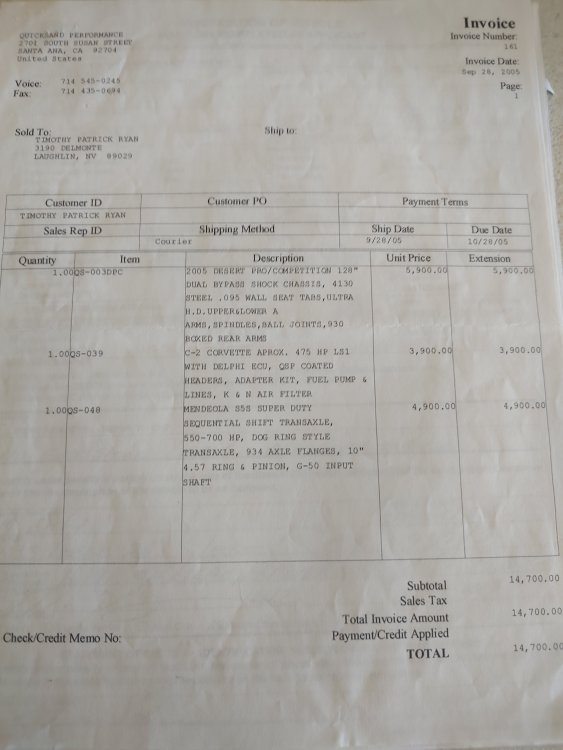 Invoice
QUICKSAND PERFORMANCE
2701 SOUTH SUSAN STREET
SANTA ANA, CA 92704
United States
Invoice Number:
161
Invoice Date:
Sep 28, 2005
Voice: 714 545-0245
Fax: 714 435-0694
Page:
1
Sold To:
TIMOTHY PATRICK RYAN
3190 DELMONTE
LAUGHLIN, NV 89029
Ship to:
Customer ID Customer PO Payment Terms
TIMOTHY PATRICK RYAN
Sales Rep ID Shipping Method Ship Date Due Date
Courier 9/28/05 10/28/05
Quantity Item Description Unit Price Extension
1.00 QS-003DPC 2005 DESERT PRO/COMPETITION 128" 5,900.00 5,900.00
DUAL BYPASS SHOCK CHASSIS, 4130
STEEL .095 WALL SEAT TABS,ULTRA
H.D.UPPER&LOWER A
ARMS,SPINDLES,BALL JOINTS,930
BOXED REAR ARMS
1.00 QS-039 C-2 CORVETTE APROX. 475 HP LS1 3,900.00 3,900.00
WITH DELPHI ECU, QSP COATED
HEADERS, ADAPTER KIT, FUEL PUMP &
LINES, K & N AIR FILTER
1.00 QS-048 MENDEOLA S5S SUPER DUTY 4,900.00 4,900.00
SEQUENTIAL SHIFT TRANSAXLE,
550-700 HP, DOG RING STYLE
TRANSAXLE, 934 AXLE FLANGES, 10"
4.57 RING & PINION, G-50 INPUT
SHAFT
Subtotal 14,700.00
Sales Tax
Total Invoice Amount 14,700.00
Check/Credit Memo No: Payment/Credit Applied
TOTAL 14,700.00